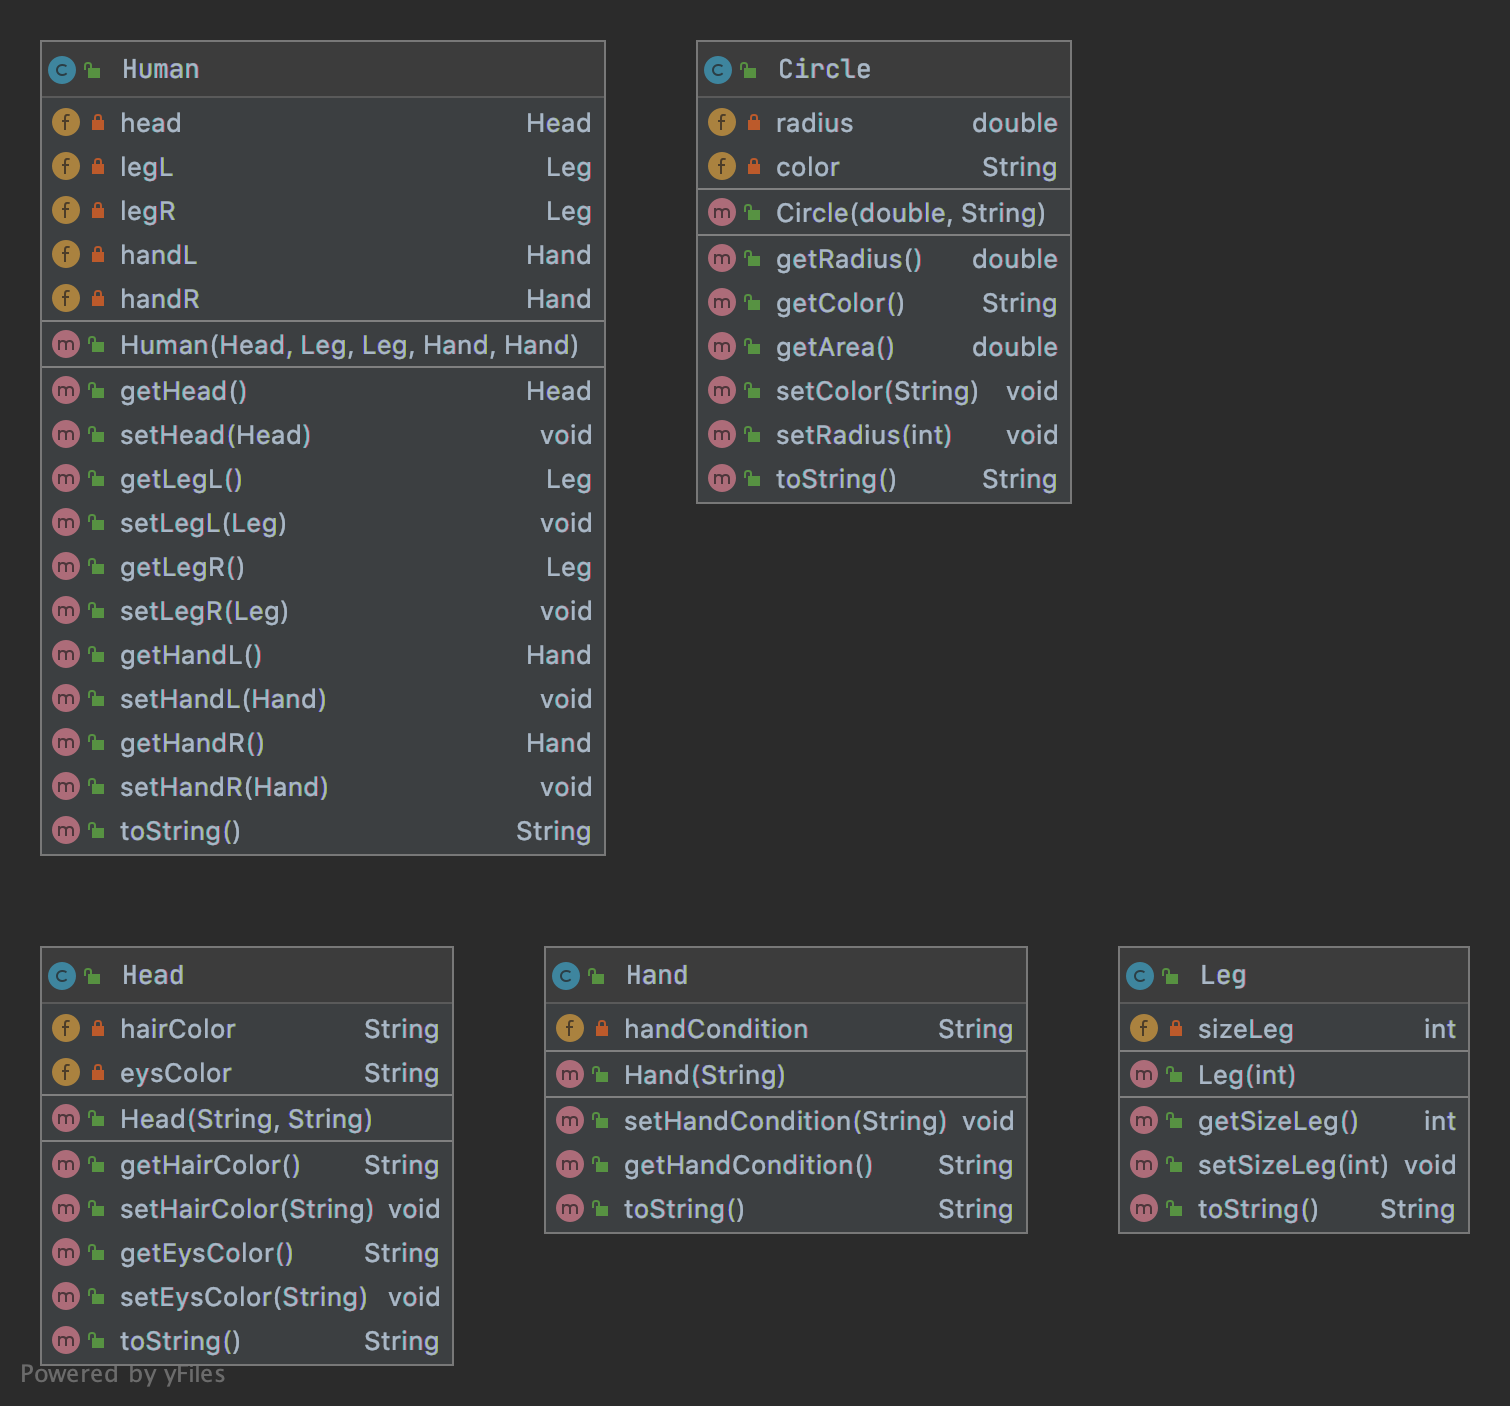 Human
head Head
legL Leg
legR Leg
handL Hand
handR Hand
Human(Head, Leg, Leg, Hand, Hand)
getHead() Head
setHead(Head) void
getLegL() Leg
setLegL(Leg) void
getLegR() Leg
setLegR(Leg) void
getHandL() Hand
setHandL(Hand) void
getHandR() Hand
setHandR(Hand) void
toString() String
Circle
radius double
color String
Circle(double, String)
getRadius() double
getColor() String
getArea() double
setColor(String) void
setRadius(int) void
toString() String
Head
hairColor String
eysColor String
Head(String, String)
getHairColor() String
setHairColor(String) void
getEysColor() String
setEysColor(String) void
toString() String
Hand
handCondition String
Hand(String)
setHandCondition(String) void
getHandCondition() String
toString() String
Leg
sizeLeg int
Leg(int)
getSizeLeg() int
setSizeLeg(int) void
toString() String
Powered by yFiles